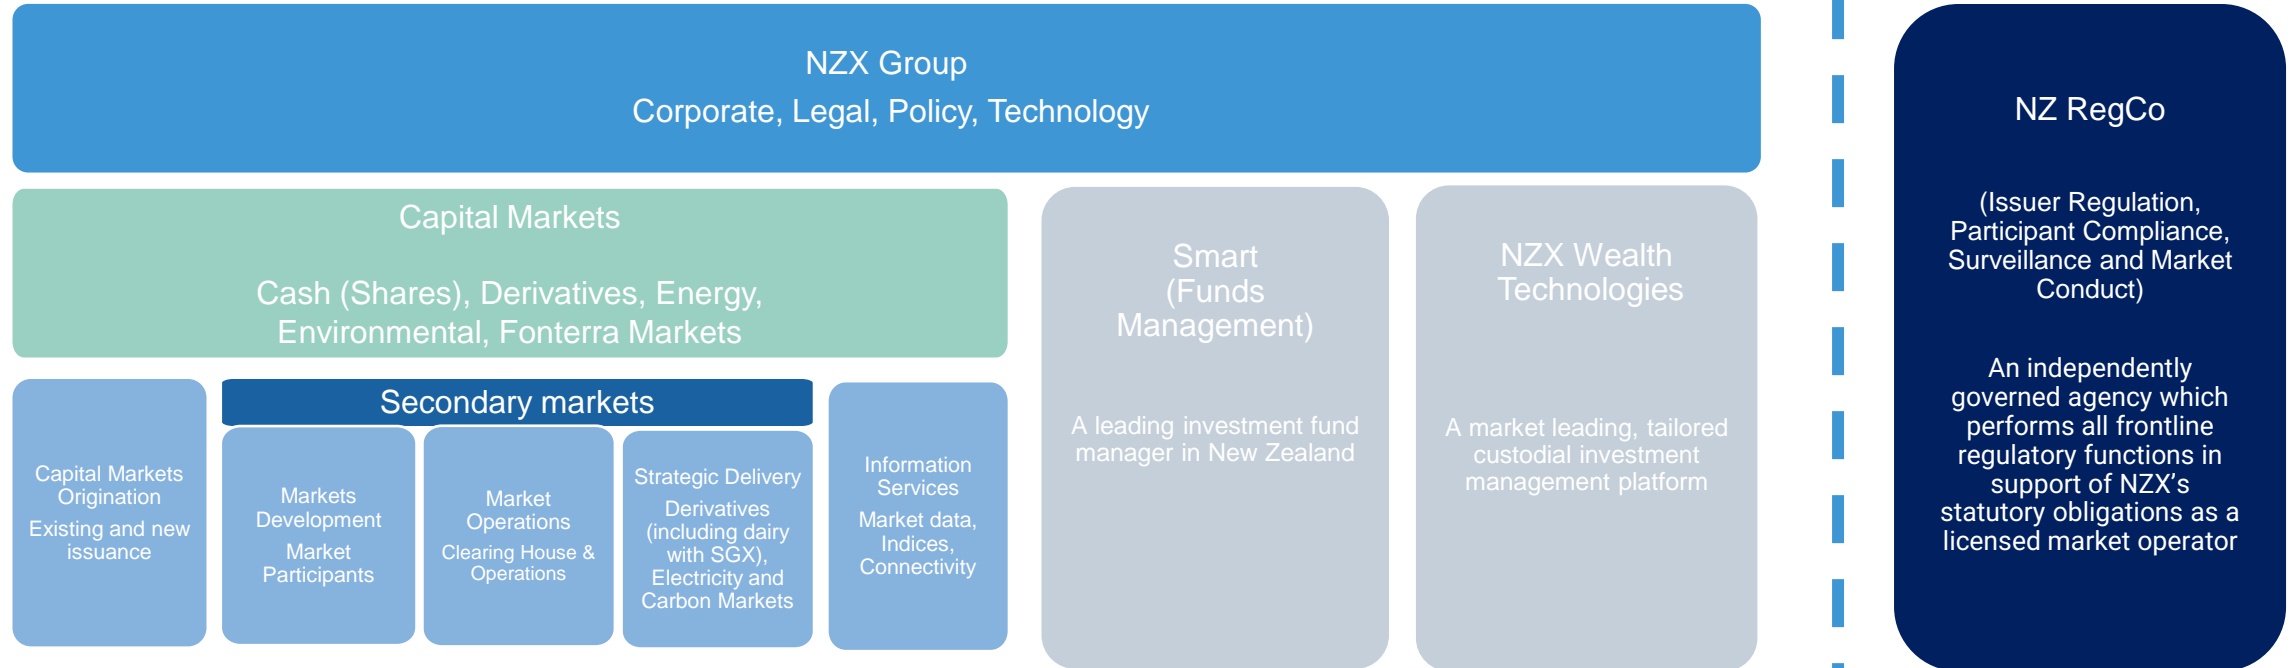 NZX Group
Corporate, Legal, Policy, Technology
Capital Markets
Cash (Shares), Derivatives, Energy,
Environmental, Fonterra Markets
Capital Markets
Origination
Existing and new
issuance
Secondary markets
Markets
Development
Market
Participants
Market
Operations
Clearing House &
Operations
Strategic Delivery
Derivatives
(including dairy
with SGX),
Electricity and
Carbon Markets
Information
Services
Market data,
Indices,
Connectivity
Smart
(Funds
Management)
A leading investment fund
manager in New Zealand
NZX Wealth
Technologies
A market leading, tailored
custodial investment
management platform
NZ RegCo
(Issuer Regulation,
Participant Compliance,
Surveillance and Market
Conduct)
An independently
governed agency which
performs all frontline
regulatory functions in
support of NZX’s
statutory obligations as a
licensed market operator